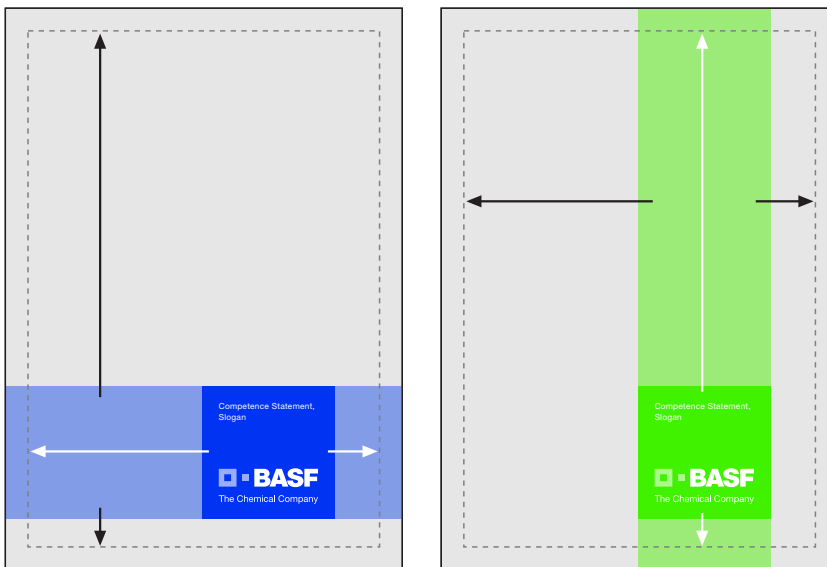 Competence Statement,
Slogan
BASF
The Chemical Company
Competence Statement,
Slogan
BASF
The Chemical Company